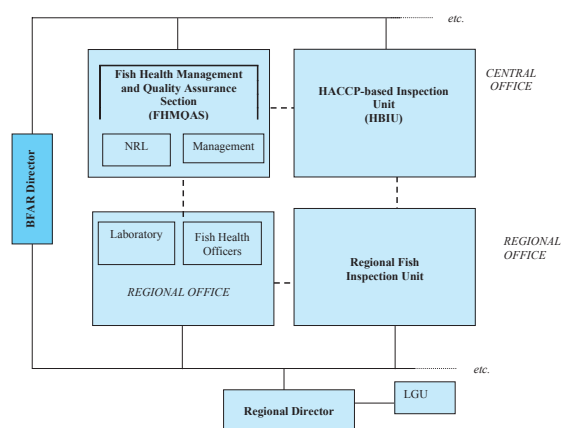 etc.
Fish Health Management
and Quality Assurance
Section
(FHMQAS)
NRL
Management
HACCP-based Inspection
Unit
(HBIU)
CENTRAL
OFFICE
BFAR Director
Laboratory
Fish Health
Officers
REGIONAL OFFICE
Regional Fish
Inspection Unit
REGIONAL
OFFICE
etc.
Regional Director
LGU